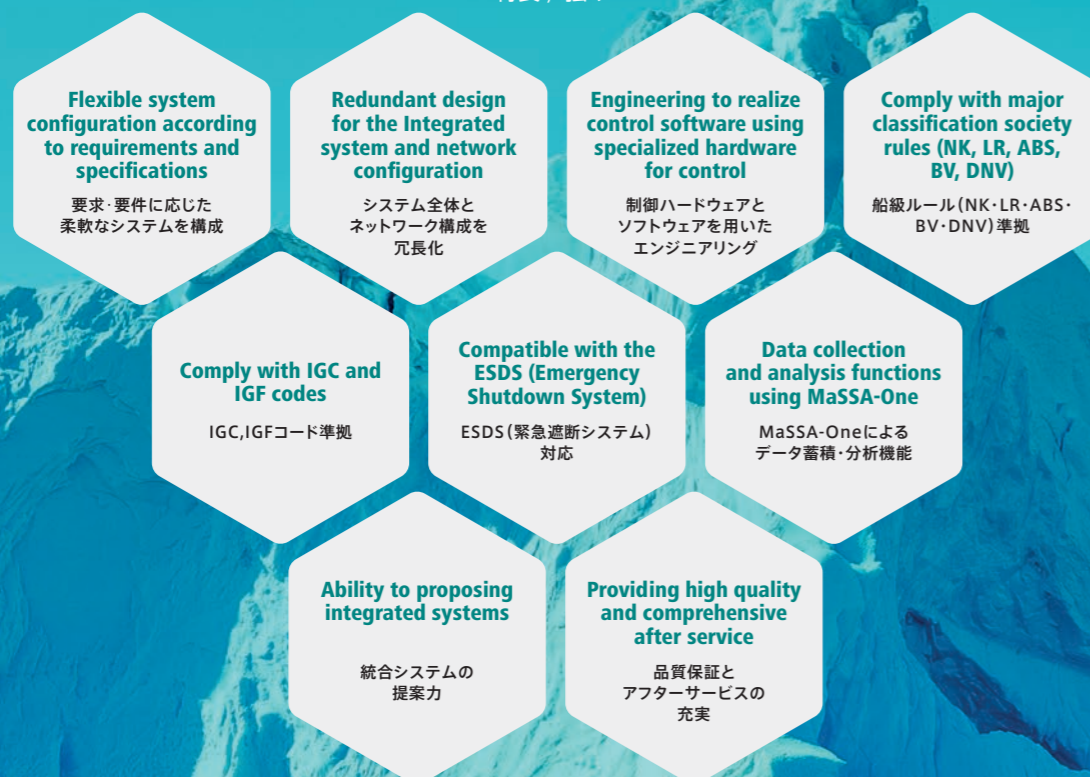 Flexible system
configuration according
to requirements and
specifications
要求・要件に応じた
柔軟なシステムを構成
Redundant design
for the Integrated
system and network
configuration
システム全体と
ネットワーク構成を
冗長化
Engineering to realize
control software using
specialized hardware
for control
制御ハードウェアと
ソフトウェアを用いた
エンジニアリング
Comply with major
classification society
rules (NK, LR, ABS,
BV, DNV)
船級ルール(NK・LR・ABS・
BV・DNV)準拠
Comply with IGC and
IGF codes
IGC,IGFコード準拠
Compatible with the
ESDS (Emergency
Shutdown System)
ESDS(緊急遮断システム)
対応
Data collection
and analysis functions
using MaSSA-One
MaSSA-Oneによる
データ蓄積・分析機能
Ability to proposing
integrated systems
統合システムの
提案力
Providing high quality
and comprehensive
after service
品質保証と
アフターサービスの
充実